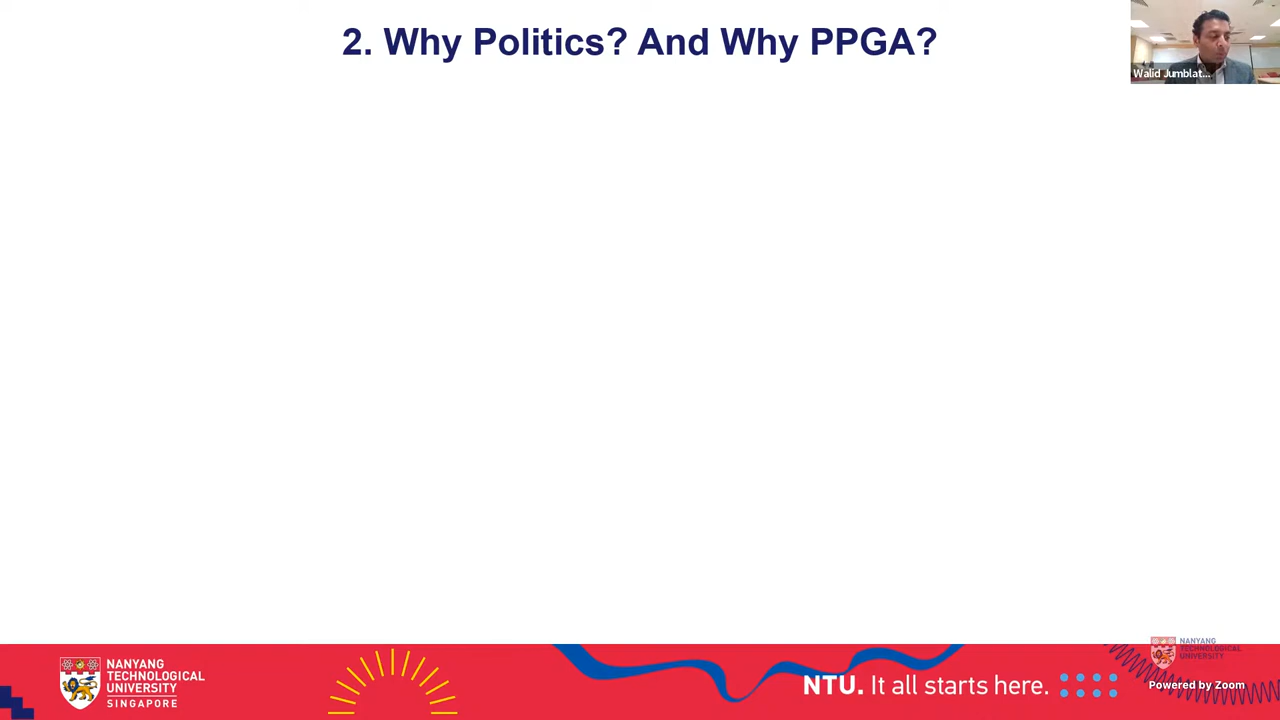 2. Why Politics? And Why PPGA?
Walid Jumblat...
NANYANG
TECHNOLOGICAL
UNIVERSITY
SINGAPORE
NTU. It all starts here.
NANYANG
TECHNOLOGICAL
UNIVERSITY
Powered by Zoom